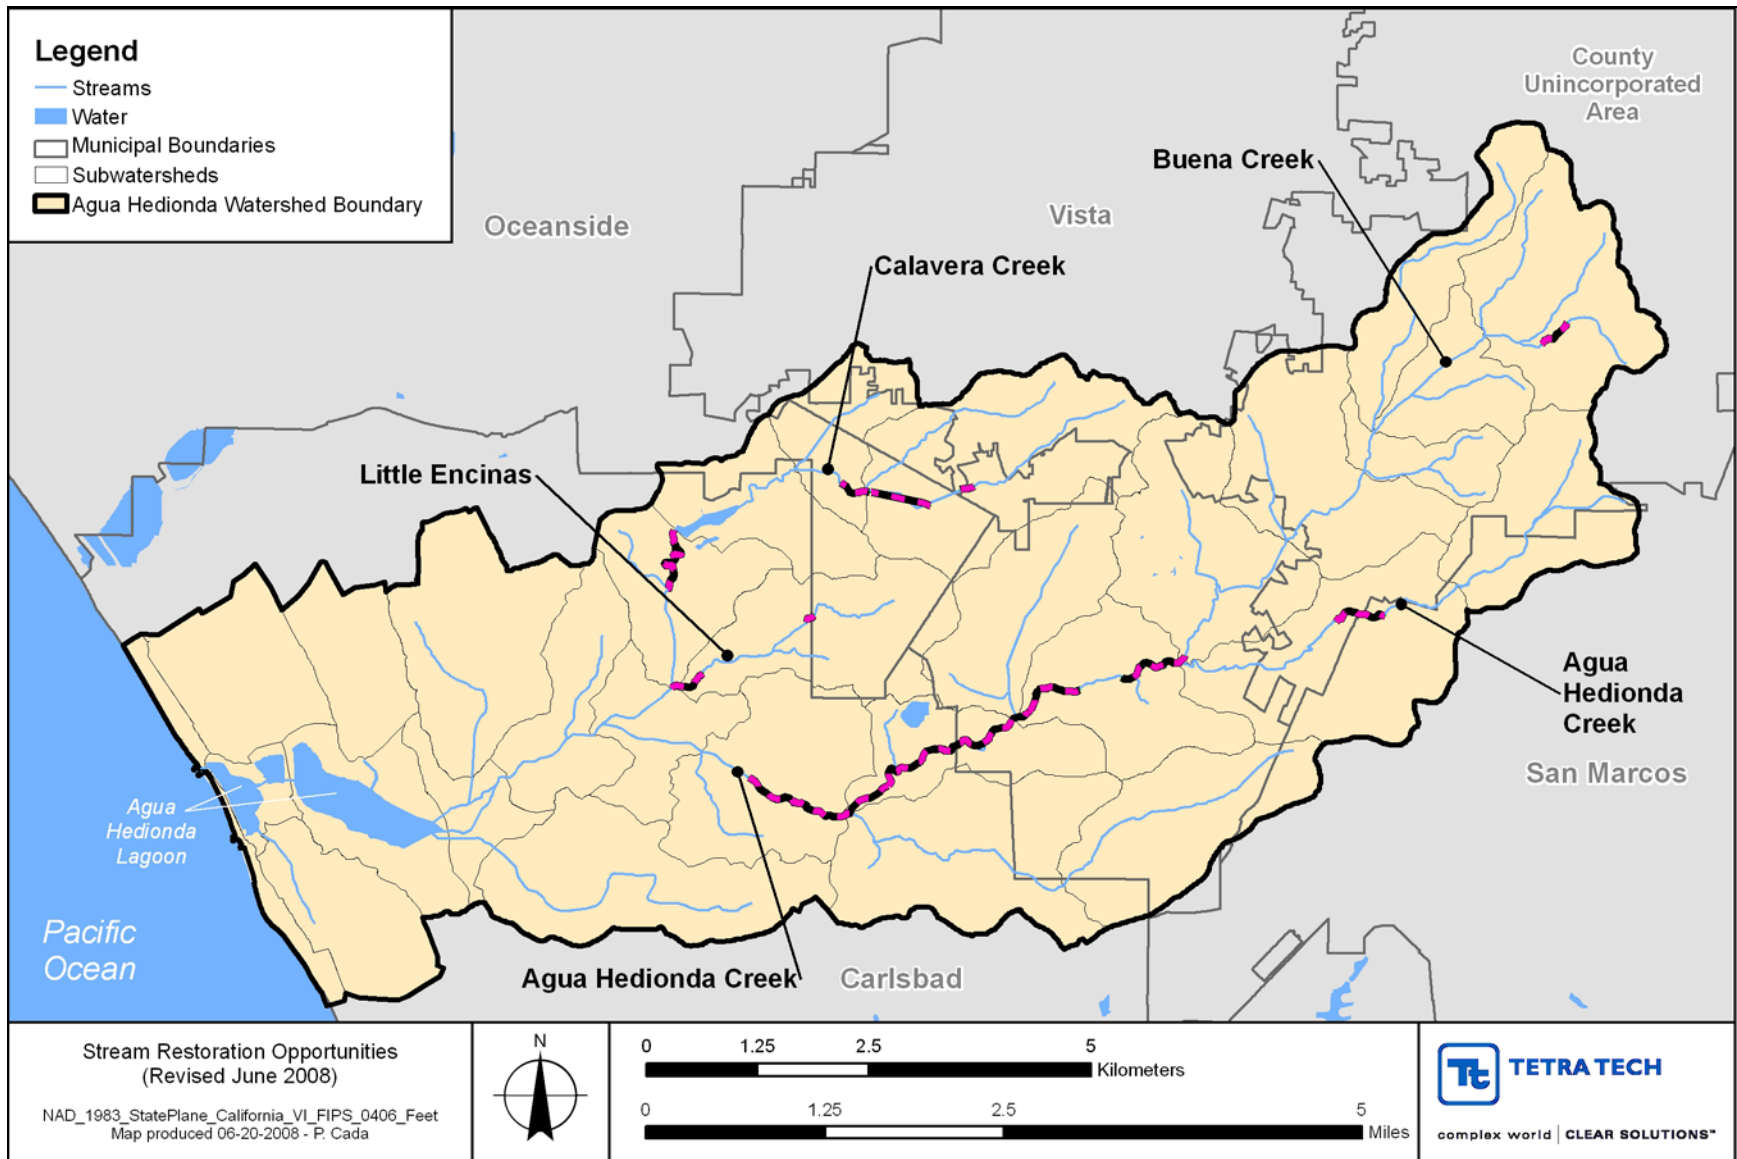 Legend
Streams
Water
Municipal Boundaries
Subwatersheds
Agua Hedionda Watershed Boundary
County
Unincorporated
Area
Buena Creek
Oceanside
Vista
Calavera Creek
Little Encinas
Agua
Hedionda
Creek
San Marcos
Agua
Hedionda
Lagoon
Pacific
Ocean
Agua Hedionda Creek
Carlsbad
Stream Restoration Opportunities
(Revised June 2008)
NAD_1983_StatePlane_California_VI_FIPS_0406_Feet
Map produced 06-20-2008 - P. Cada
N
0 1.25 2.5 5
Kilometers
0 1.25 2.5 5
Miles
Tt TETRA TECH
complex world | CLEAR SOLUTIONS™